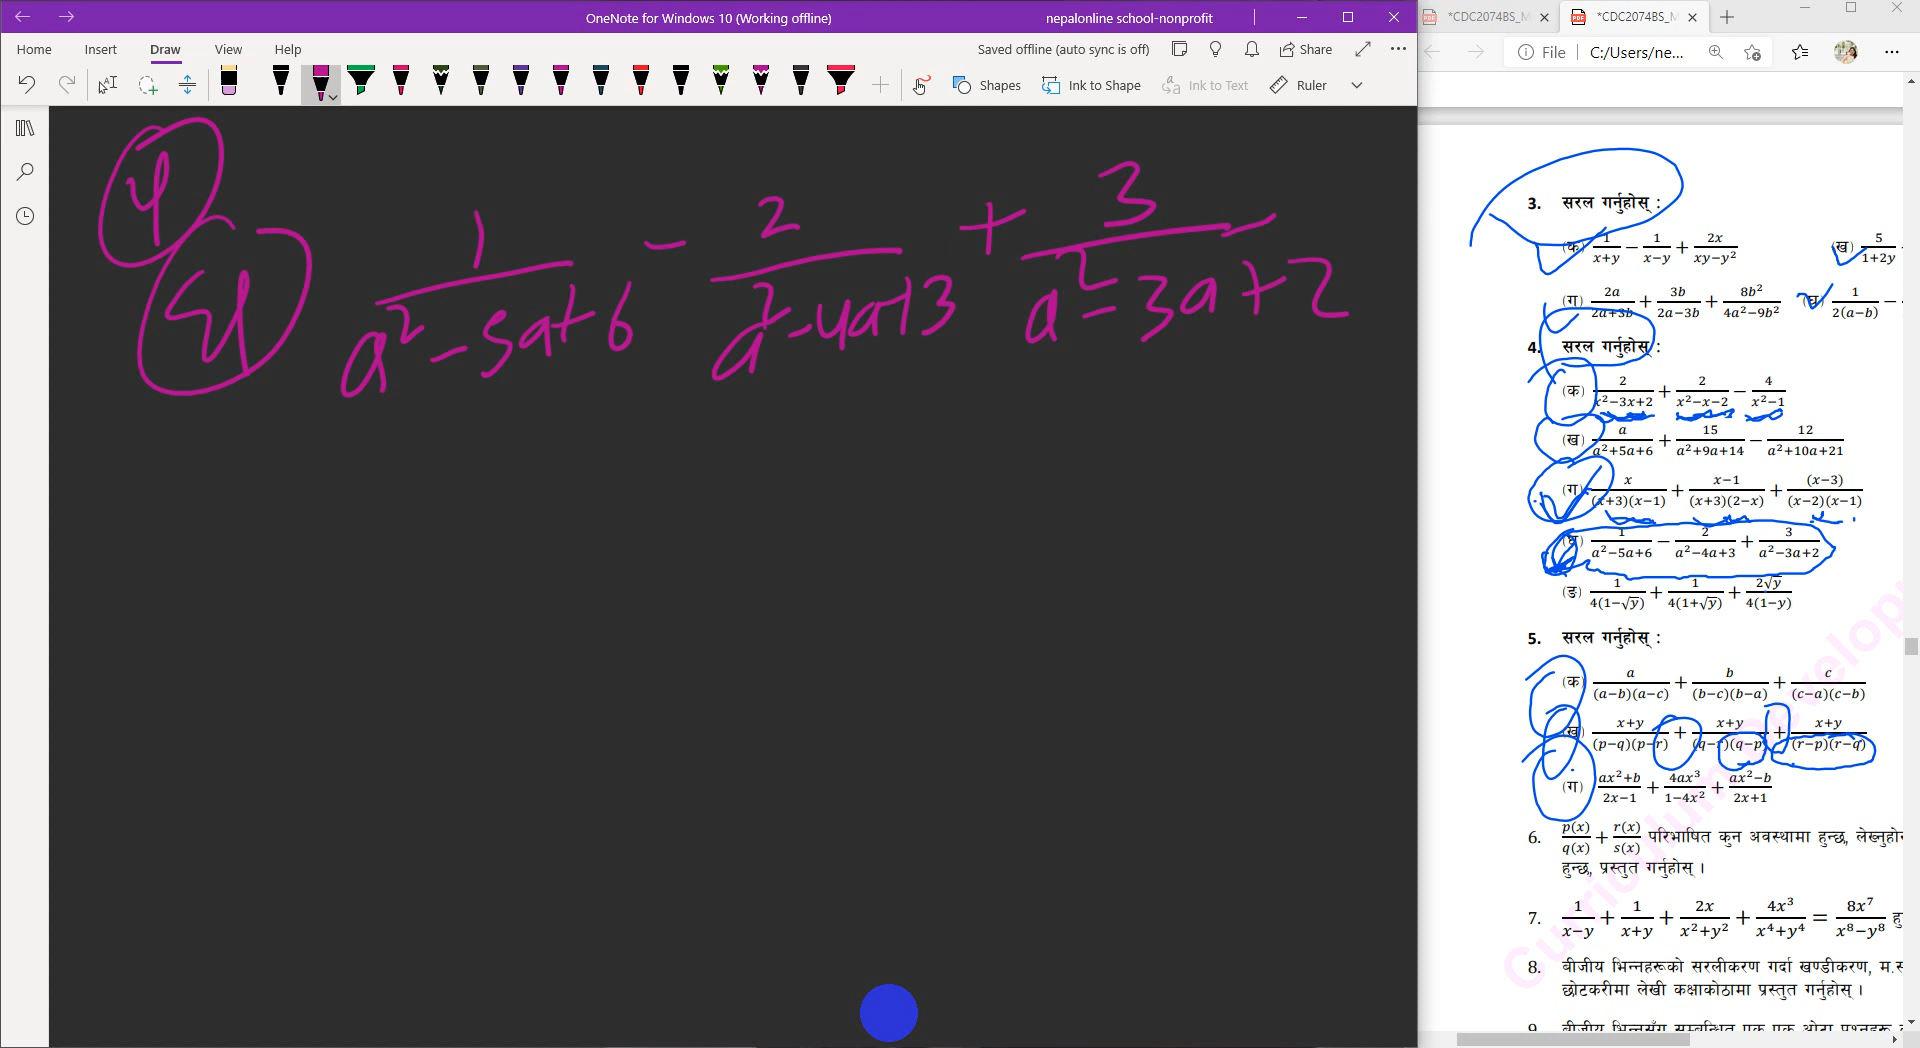 OneNote for Windows 10 (Working offline)
nepalonline school-nonprofit
Home Insert Draw View Help
Saved offline (auto sync is off) Share
Shapes Ink to Shape Ink to Text Ruler
*CDC2074BS_M *CDC2074BS_M
File C:/Users/ne...
४
घ 1/(a²-5a+6) - 2/(a²-4a+3) + 3/(a²-3a+2)
3. सरल गर्नुहोस् :
(क) 1/(x+y) − 1/(x−y) + 2x/(xy−y²) (ख) 5/(1+2y) −
(ग) 2a/(2a+3b) + 3b/(2a−3b) + 8b²/(4a²−9b²) (घ) 1/(2(a−b)) −
4. सरल गर्नुहोस् :
(क) 2/(x²−3x+2) + 2/(x²−x−2) − 4/(x²−1)
(ख) a/(a²+5a+6) + 15/(a²+9a+14) − 12/(a²+10a+21)
(ग) x/((x+3)(x−1)) + (x−1)/((x+3)(2−x)) + (x−3)/((x−2)(x−1))
(घ) 1/(a²−5a+6) − 2/(a²−4a+3) + 3/(a²−3a+2)
(ङ) 1/(4(1−√y)) + 1/(4(1+√y)) + 2√y/(4(1−y))
5. सरल गर्नुहोस् :
(क) a/((a−b)(a−c)) + b/((b−c)(b−a)) + c/((c−a)(c−b))
(ख) (x+y)/((p−q)(p−r)) + (x+y)/((q−r)(q−p)) + (x+y)/((r−p)(r−q))
(ग) (ax²+b)/(2x−1) + 4ax³/(1−4x²) + (ax²−b)/(2x+1)
6. p(x)/q(x) + r(x)/s(x) परिभाषित कुन अवस्थामा हुन्छ, लेख्नुहो
हुन्छ, प्रस्तुत गर्नुहोस् ।
7. 1/(x−y) + 1/(x+y) + 2x/(x²+y²) + 4x³/(x⁴+y⁴) = 8x⁷/(x⁸−y⁸) हु
8. बीजीय भिन्नहरूको सरलीकरण गर्दा खण्डीकरण, म.स
छोटकरीमा लेखी कक्षाकोठामा प्रस्तुत गर्नुहोस् ।
Curriculum Develop